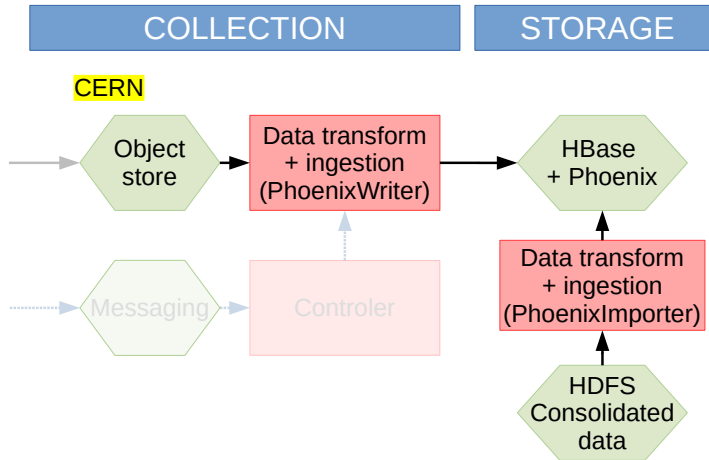 COLLECTION
STORAGE
CERN
Object
store
Data transform
+ ingestion
(PhoenixWriter)
HBase
+ Phoenix
Messaging
Controler
Data transform
+ ingestion
(PhoenixImporter)
HDFS
Consolidated
data